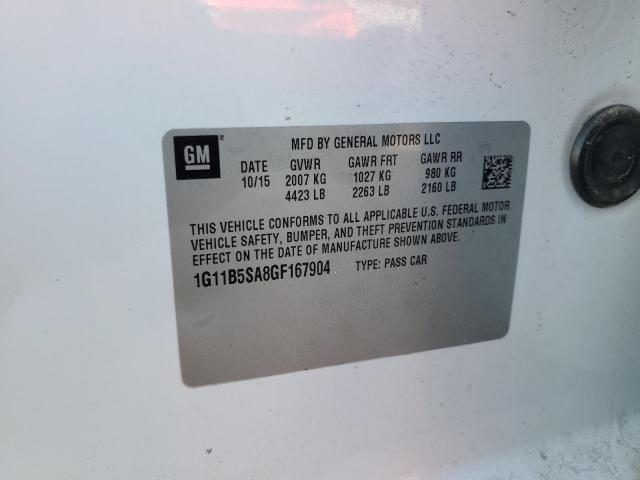 GM
MFD BY GENERAL MOTORS LLC
DATE GVWR GAWR FRT GAWR RR
10/15 2007 KG 1027 KG 980 KG
4423 LB 2263 LB 2160 LB
THIS VEHICLE CONFORMS TO ALL APPLICABLE U.S. FEDERAL MOTOR
VEHICLE SAFETY, BUMPER, AND THEFT PREVENTION STANDARDS IN
EFFECT ON THE DATE OF MANUFACTURE SHOWN ABOVE.
1G11B5SA8GF167904 TYPE: PASS CAR